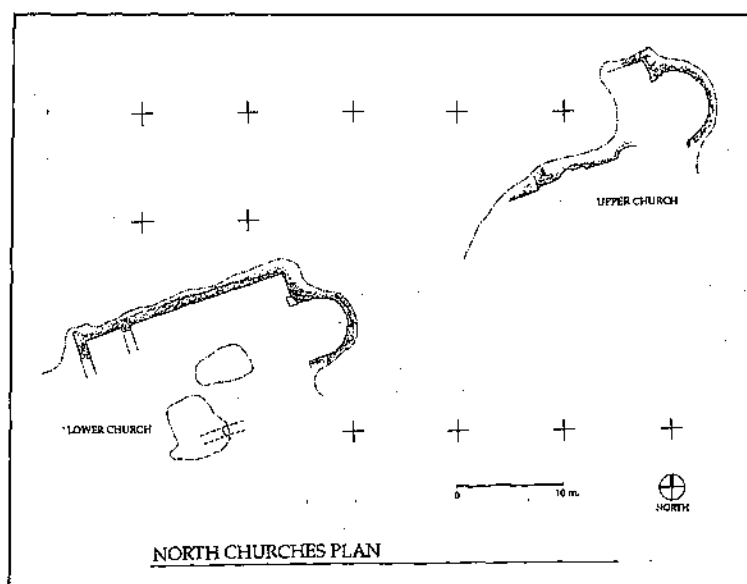 UPPER CHURCH
LOWER CHURCH
0 10 m.
NORTH
NORTH CHURCHES PLAN